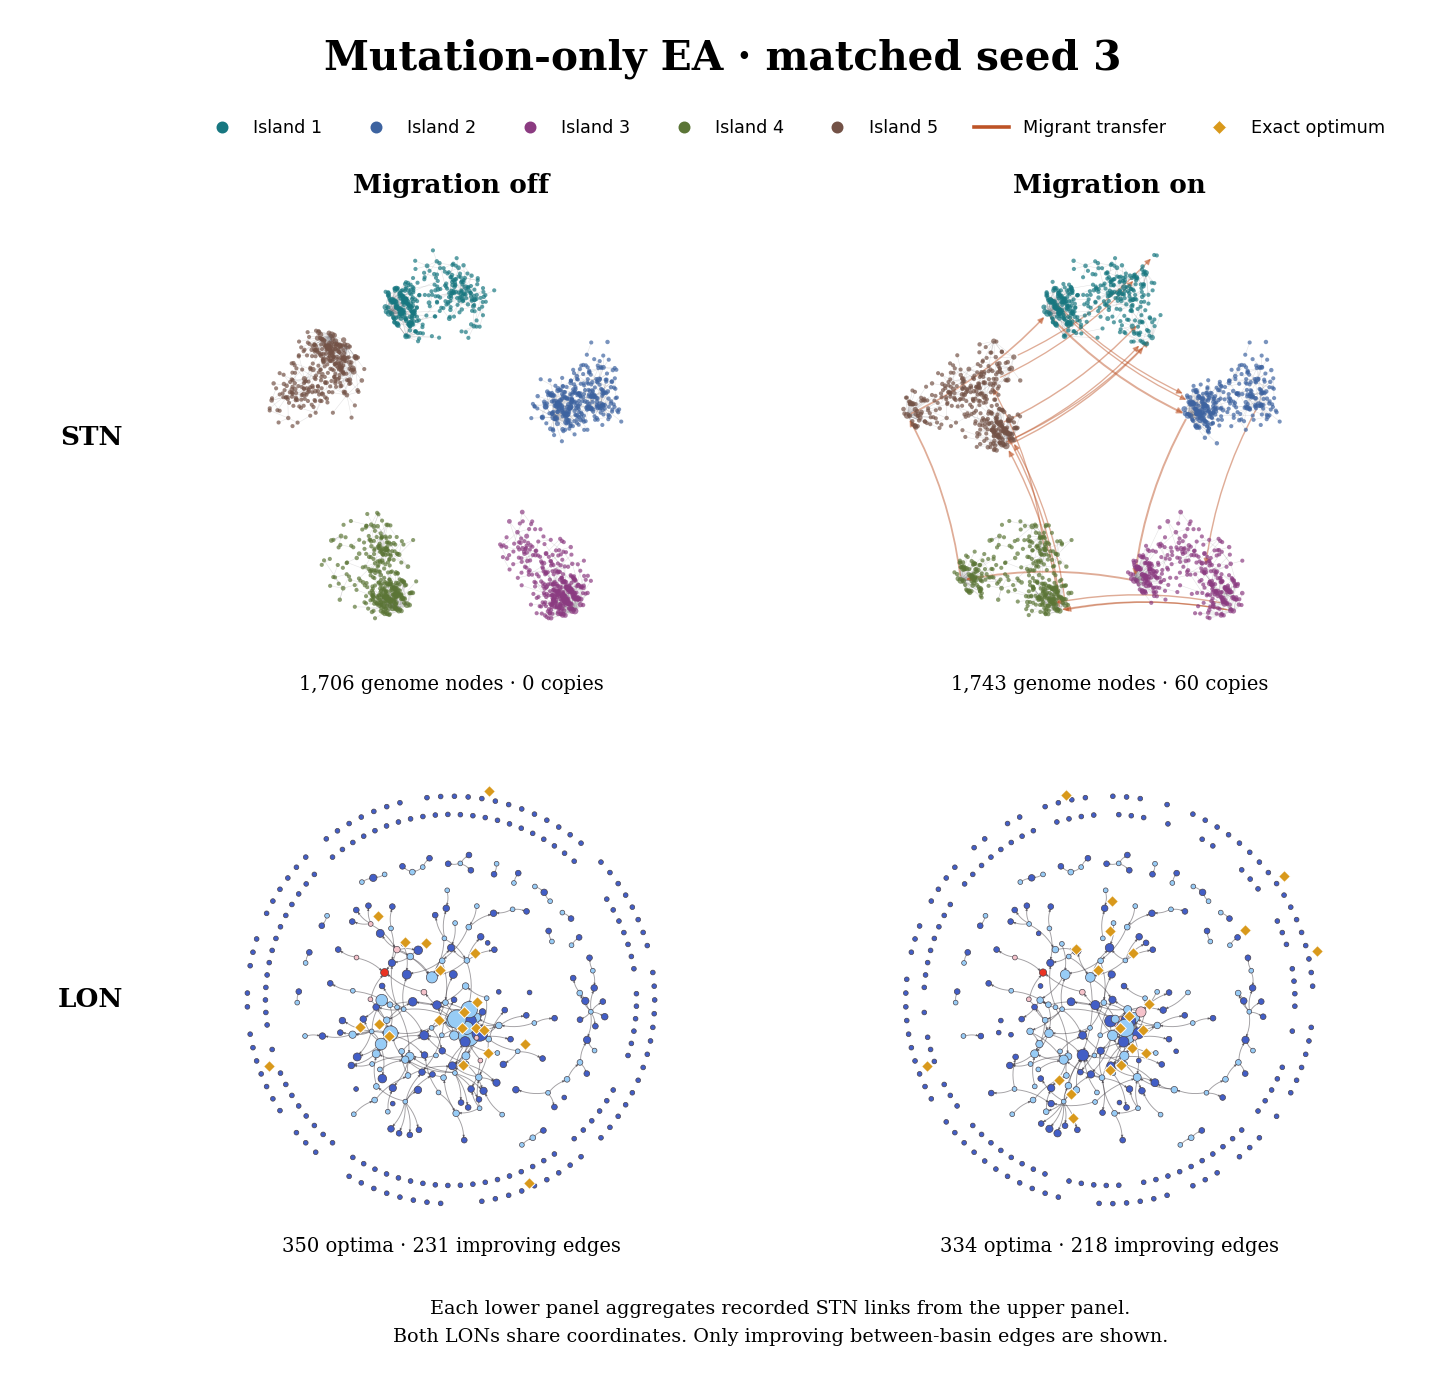 Mutation-only EA · matched seed 3
Island 1 Island 2 Island 3 Island 4 Island 5 Migrant transfer Exact optimum
Migration off Migration on
STN
1,706 genome nodes · 0 copies 1,743 genome nodes · 60 copies
LON
350 optima · 231 improving edges 334 optima · 218 improving edges
Each lower panel aggregates recorded STN links from the upper panel.
Both LONs share coordinates. Only improving between-basin edges are shown.